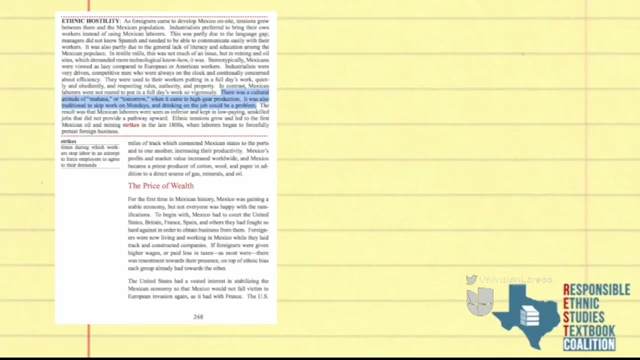 ETHNIC HOSTILITY: As foreigners came to develop Mexico on-site, tensions grew
between them and the Mexican population. Industrialists preferred to bring their own
workers instead of using Mexican laborers. This was partly due to the language gap;
managers did not know Spanish and needed to be able to communicate easily with their
workers. It was also partly due to the general lack of literacy and education among the
Mexican populace. In textile mills, this was not much of an issue, but in mining and oil
sites, which demanded more technological know-how, it was. Stereotypically, Mexicans
were viewed as lazy compared to European or American workers. Industrialists were
very driven, competitive men who were always on the clock and continually concerned
about efficiency. They were used to their workers putting in a full day's work, quiet-
ly and obediently, and respecting rules, authority, and property. In contrast, Mexican
laborers were not reared to put in a full day's work so vigorously. There was a cultural
attitude of "mañana," or "tomorrow," when it came to high-gear production. It was also
traditional to skip work on Mondays, and drinking on the job could be a problem. The
result was that Mexican laborers were seen as inferior and kept in low-paying, unskilled
jobs that did not provide a pathway upward. Ethnic tensions grew and led to the first
Mexican oil and mining strikes in the late 1800s, when laborers began to forcefully
protest foreign business.
strikes
times during which work-
ers stop labor in an attempt
to force employers to agree
to their demands
miles of track which connected Mexican states to the ports
and to one another, increasing their productivity. Mexico's
profits and market value increased worldwide, and Mexico
became a prime producer of cotton, wood, and paper in ad-
dition to a direct source of gas, minerals, and oil.
The Price of Wealth
For the first time in Mexican history, Mexico was gaining a
stable economy, but not everyone was happy with the ram-
ifications. To begin with, Mexico had to court the United
States, Britain, France, Spain, and others they had fought so
hard against in order to obtain business from them. Foreign-
ers were now living and working in Mexico while they laid
track and constructed companies. If foreigners were given
higher wages, or paid less in taxes—as most were—there
was resentment towards their presence, on top of ethnic bias
each group already had towards the other.
The United States had a vested interest in stabilizing the
Mexican economy so that Mexico would not fall victim to
European invasion again, as it had with France. The U.S.
248
UnivisionLaredo
RESPONSIBLE
ETHNIC
STUDIES
TEXTBOOK
COALITION